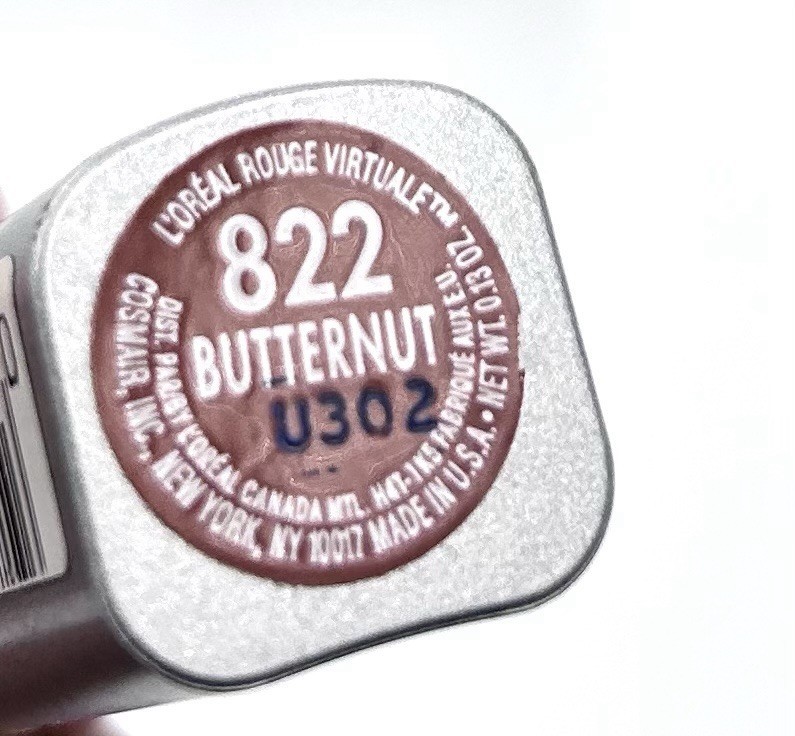 L'ORÉAL ROUGE VIRTUALE™
822
BUTTERNUT
U302
DIST. PAR/BY L'ORÉAL CANADA MTL. H4T-1K5 FABRIQUÉ AUX É.U.
COSMAIR, INC., NEW YORK, NY 10017 MADE IN U.S.A. • NET WT. 0.13 OZ.